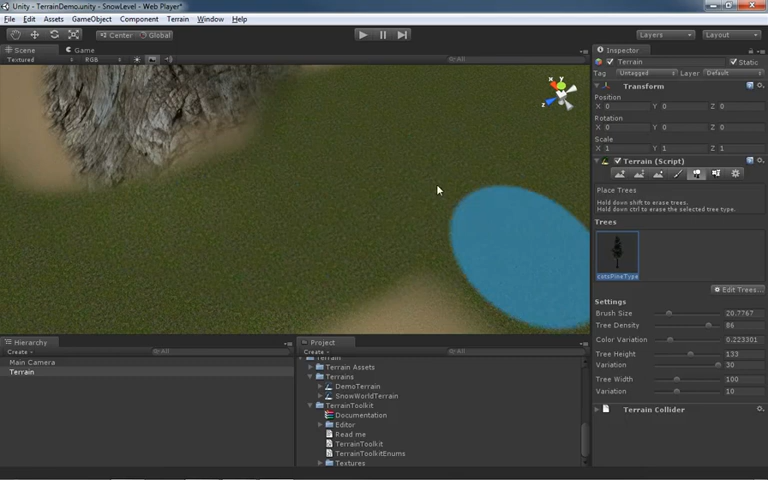 Unity - TerrainDemo.unity - SnowLevel - Web Player*
File Edit Assets GameObject Component Terrain Window Help
Center Global Layers Layout
Scene Game
Textured RGB All
Inspector
Terrain Static
Tag Untagged Layer Default
Transform
Position
X 0 Y 0 Z 0
Rotation
X 0 Y 0 Z 0
Scale
X 1 Y 1 Z 1
Terrain (Script)
Place Trees
Hold down shift to erase trees.
Hold down ctrl to erase the selected tree type.
Trees
Edit Trees...
Settings
Brush Size 20.7767
Tree Density 86
Color Variation 0.223301
Tree Height 133
Variation 30
Tree Width 100
Variation 10
Terrain Collider
Hierarchy
Create All
Main Camera
Terrain
Project
Create All
Terrain
Terrain Assets
Terrains
DemoTerrain
SnowWorldTerrain
TerrainToolkit
Documentation
Editor
Read me
TerrainToolkit
TerrainToolkitEnums
Textures